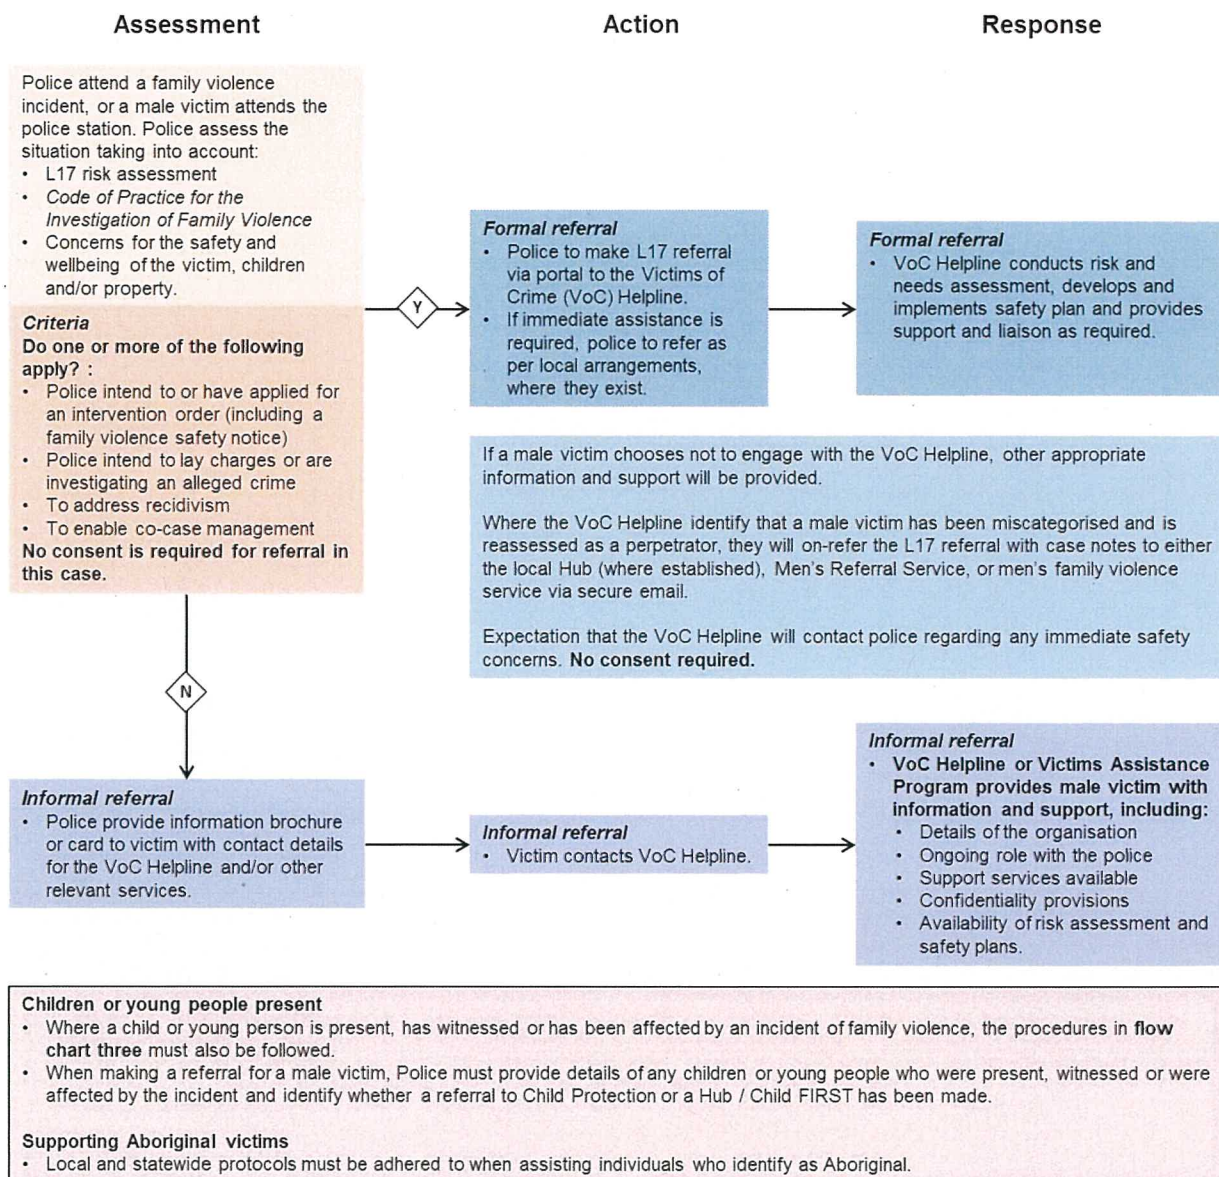 Assessment
Action
Response
Police attend a family violence
incident, or a male victim attends the
police station. Police assess the
situation taking into account:
• L17 risk assessment
• Code of Practice for the
Investigation of Family Violence
• Concerns for the safety and
wellbeing of the victim, children
and/or property.
Criteria
Do one or more of the following
apply? :
• Police intend to or have applied for
an intervention order (including a
family violence safety notice)
• Police intend to lay charges or are
investigating an alleged crime
• To address recidivism
• To enable co-case management
No consent is required for referral in
this case.
Y
Formal referral
• Police to make L17 referral
via portal to the Victims of
Crime (VoC) Helpline.
• If immediate assistance is
required, police to refer as
per local arrangements,
where they exist.
Formal referral
• VoC Helpline conducts risk and
needs assessment, develops and
implements safety plan and provides
support and liaison as required.
If a male victim chooses not to engage with the VoC Helpline, other appropriate
information and support will be provided.
Where the VoC Helpline identify that a male victim has been miscategorised and is
reassessed as a perpetrator, they will on-refer the L17 referral with case notes to either
the local Hub (where established), Men's Referral Service, or men's family violence
service via secure email.
Expectation that the VoC Helpline will contact police regarding any immediate safety
concerns. No consent required.
N
Informal referral
• Police provide information brochure
or card to victim with contact details
for the VoC Helpline and/or other
relevant services.
Informal referral
• Victim contacts VoC Helpline.
Informal referral
• VoC Helpline or Victims Assistance
Program provides male victim with
information and support, including:
• Details of the organisation
• Ongoing role with the police
• Support services available
• Confidentiality provisions
• Availability of risk assessment and
safety plans.
Children or young people present
• Where a child or young person is present, has witnessed or has been affected by an incident of family violence, the procedures in flow
chart three must also be followed.
• When making a referral for a male victim, Police must provide details of any children or young people who were present, witnessed or were
affected by the incident and identify whether a referral to Child Protection or a Hub / Child FIRST has been made.
Supporting Aboriginal victims
• Local and statewide protocols must be adhered to when assisting individuals who identify as Aboriginal.